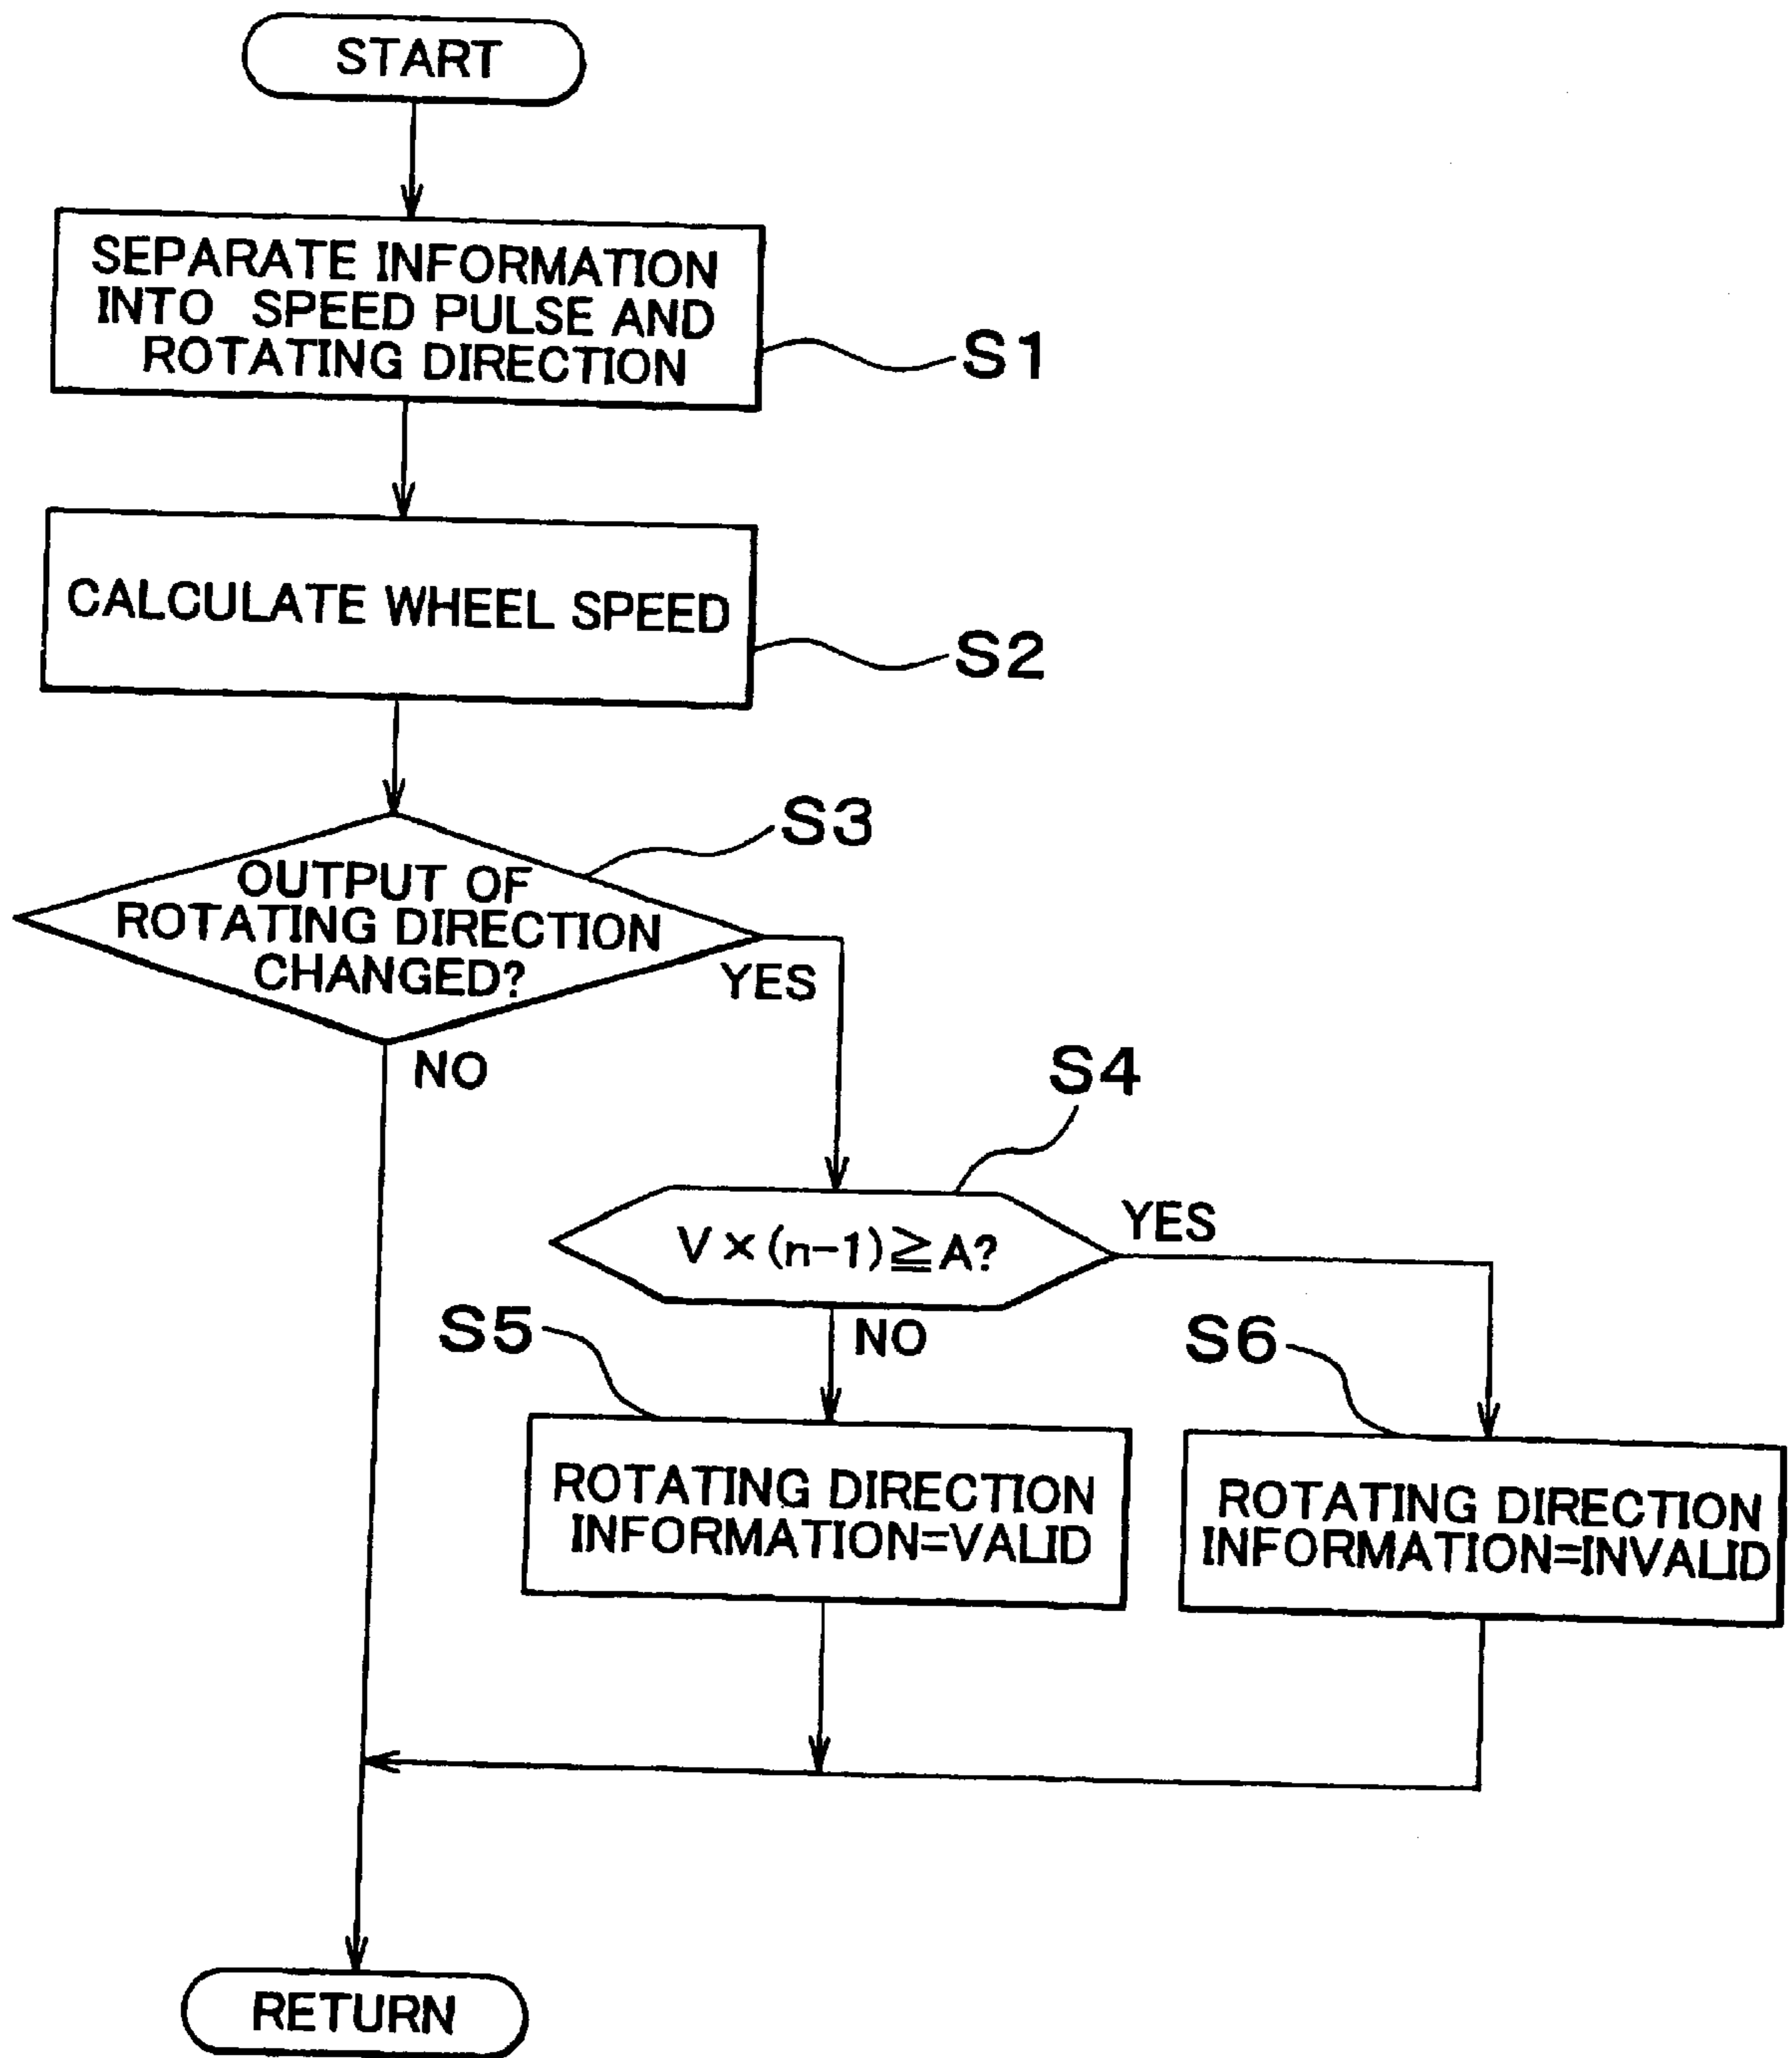 START
SEPARATE INFORMATION
INTO SPEED PULSE AND
ROTATING DIRECTION
S1
CALCULATE WHEEL SPEED
S2
S3
OUTPUT OF
ROTATING DIRECTION
CHANGED?
YES
NO
S4
V×(n-1)≧A?
YES
NO
S5
S6
ROTATING DIRECTION
INFORMATION=VALID
ROTATING DIRECTION
INFORMATION=INVALID
RETURN